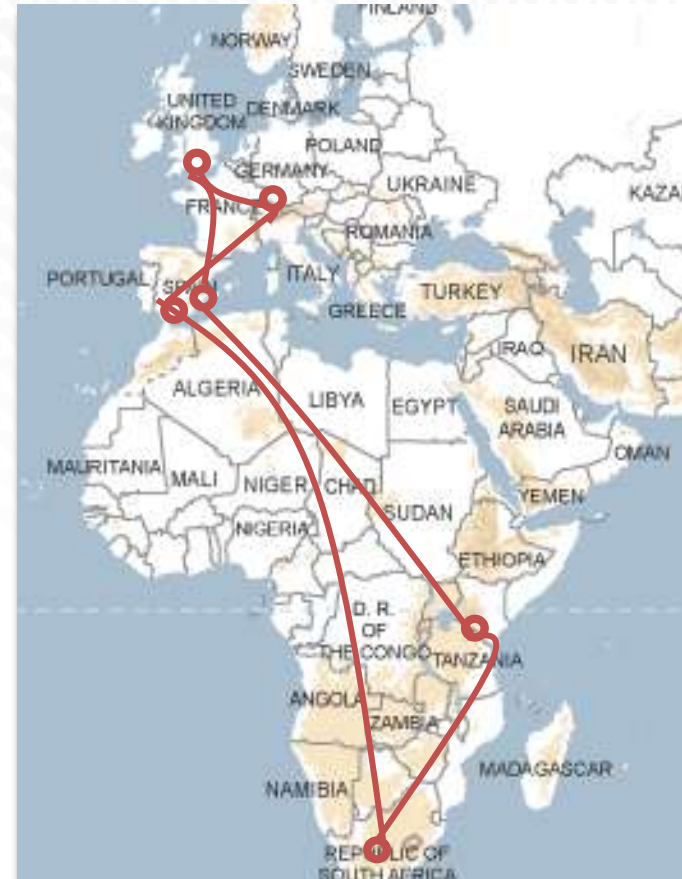 FINLAND
NORWAY
SWEDEN
UNITED
KINGDOM
DENMARK
POLAND
GERMANY
UKRAINE
KAZA
FRANCE
ROMANIA
PORTUGAL
SPAIN
ITALY
TURKEY
GREECE
IRAQ
IRAN
ALGERIA
LIBYA
EGYPT
SAUDI
ARABIA
OMAN
MAURITANIA
MALI
NIGER
CHAD
YEMEN
SUDAN
NIGERIA
ETHIOPIA
D. R.
OF
THE CONGO
TANZANIA
ANGOLA
ZAMBIA
MADAGASCAR
NAMIBIA
REPUBLIC OF
SOUTH AFRICA